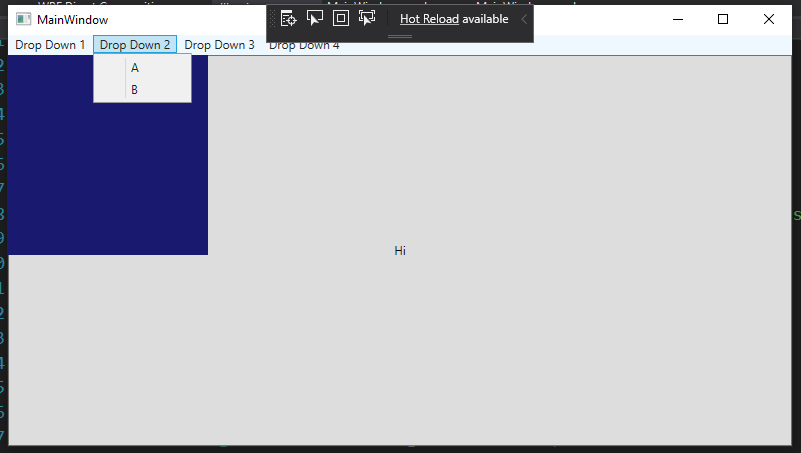 MainWindow
Hot Reload available
Drop Down 1 Drop Down 2 Drop Down 3 Drop Down 4
A
B
Hi